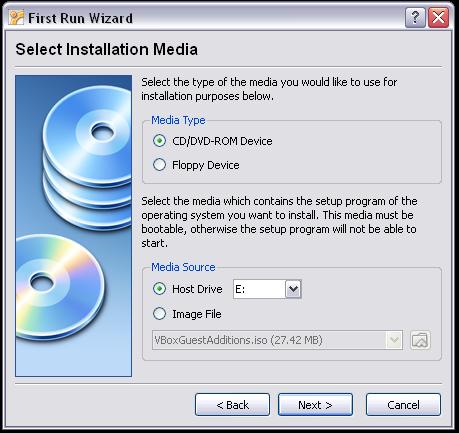 First Run Wizard
Select Installation Media
Select the type of the media you would like to use for
installation purposes below.
Media Type
CD/DVD-ROM Device
Floppy Device
Select the media which contains the setup program of the
operating system you want to install. This media must be
bootable, otherwise the setup program will not be able to
start.
Media Source
Host Drive E:
Image File
VBoxGuestAdditions.iso (27.42 MB)
< Back Next > Cancel